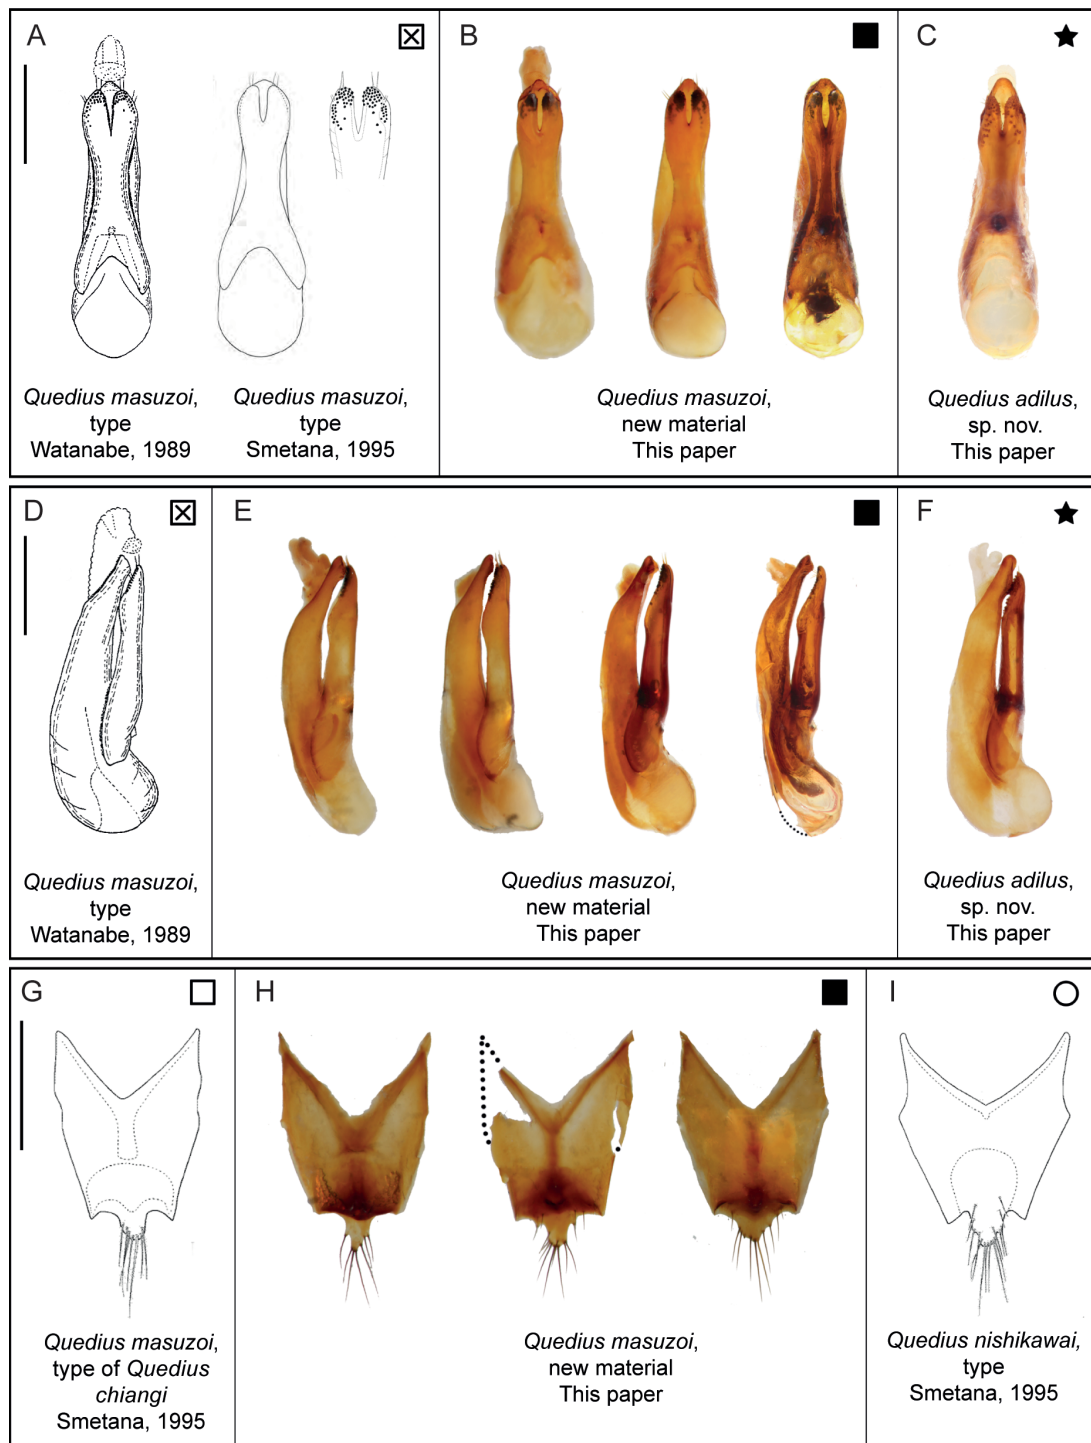 A
B
C
Quedius masuzoi,
type
Watanabe, 1989
Quedius masuzoi,
type
Smetana, 1995
Quedius masuzoi,
new material
This paper
Quedius adilus,
sp. nov.
This paper
D
E
F
Quedius masuzoi,
type
Watanabe, 1989
Quedius masuzoi,
new material
This paper
Quedius adilus,
sp. nov.
This paper
G
H
I
Quedius masuzoi,
type of Quedius
chiangi
Smetana, 1995
Quedius masuzoi,
new material
This paper
Quedius nishikawai,
type
Smetana, 1995